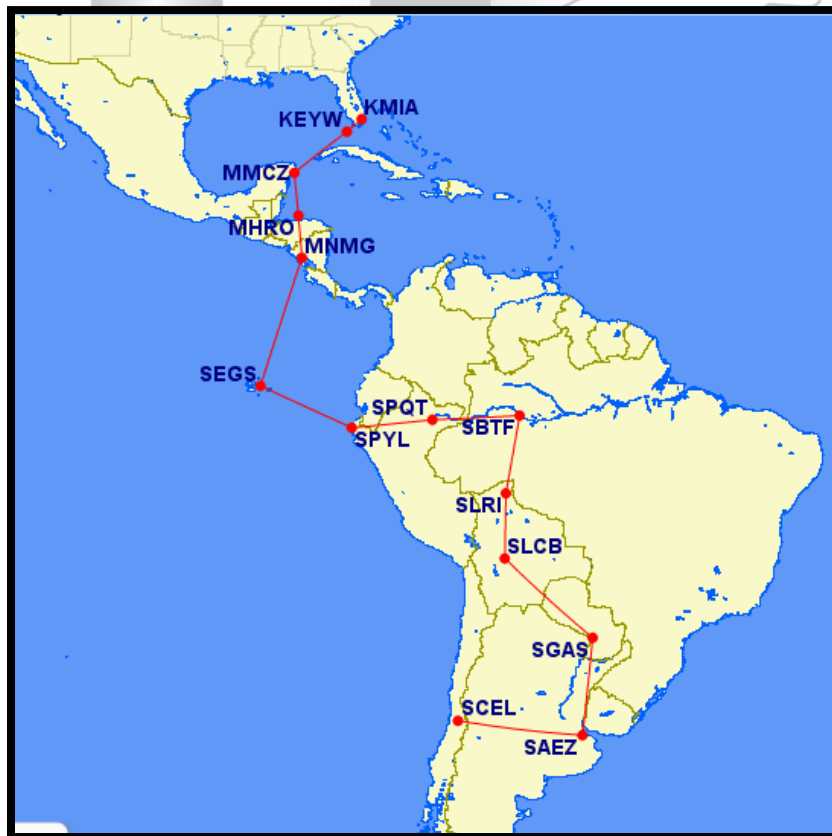 KMIA
KEYW
MMCZ
MHRO
MNMG
SEGS
SPQT
SBTF
SPYL
SLRI
SLCB
SGAS
SCEL
SAEZ